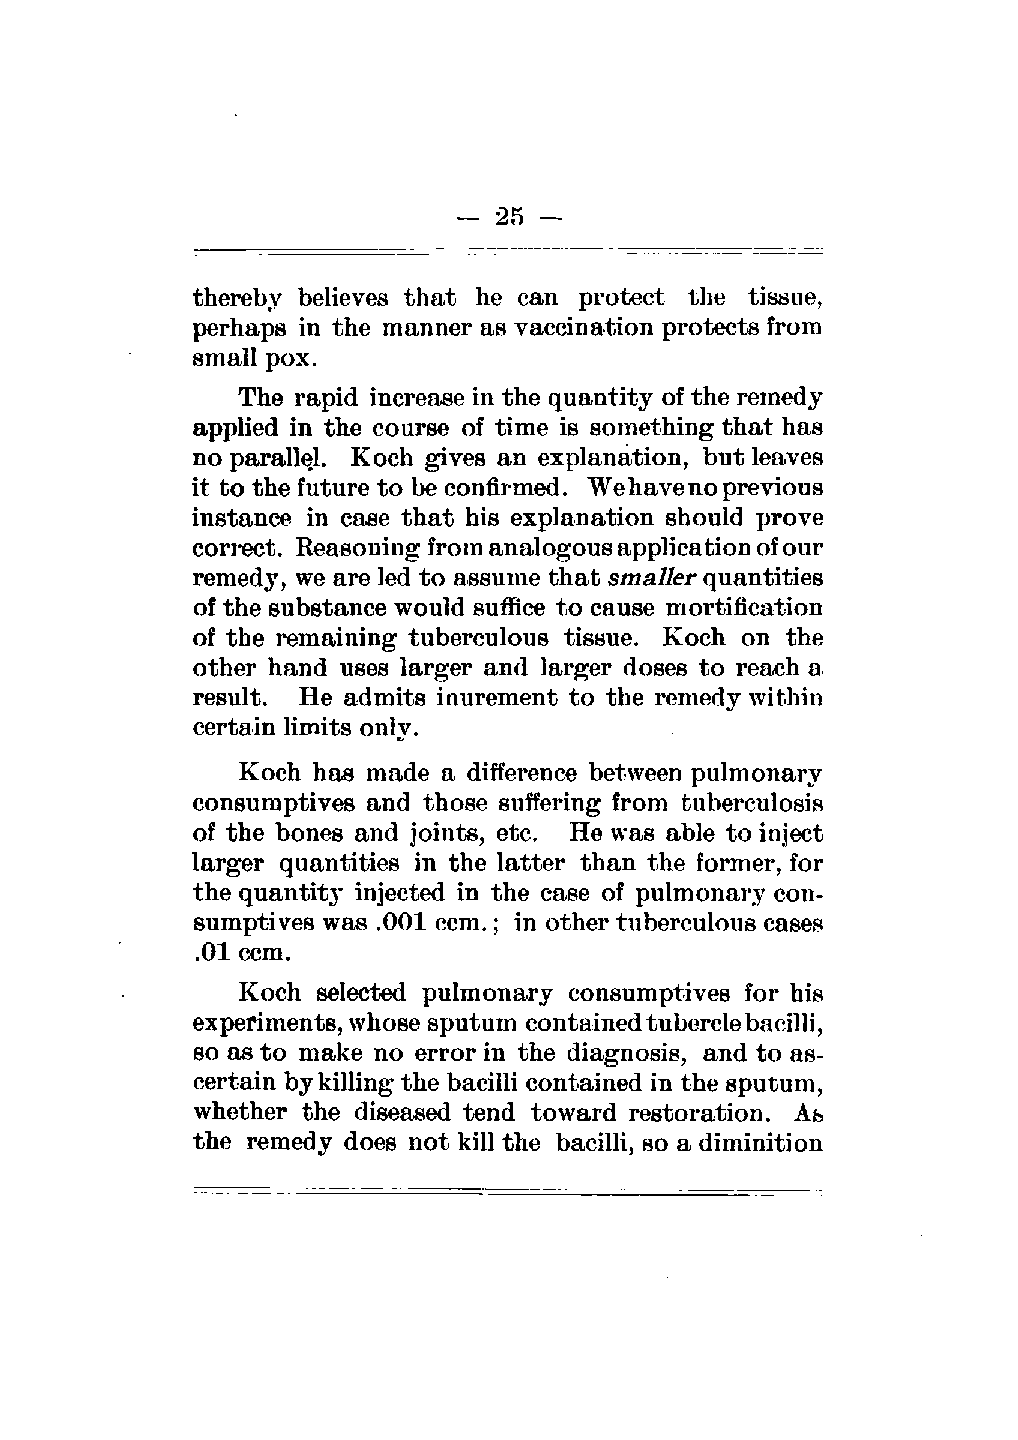 — 25 —
thereby believes that he can protect the tissue,
perhaps in the manner as vaccination protects from
small pox.
The rapid increase in the quantity of the remedy
applied in the course of time is something that has
no parallel. Koch gives an explanation, but leaves
it to the future to be confirmed. We have no previous
instance in case that his explanation should prove
correct. Reasoning from analogous application of our
remedy, we are led to assume that smaller quantities
of the substance would suffice to cause mortification
of the remaining tuberculous tissue. Koch on the
other hand uses larger and larger doses to reach a
result. He admits inurement to the remedy within
certain limits only.
Koch has made a difference between pulmonary
consumptives and those suffering from tuberculosis
of the bones and joints, etc. He was able to inject
larger quantities in the latter than the former, for
the quantity injected in the case of pulmonary con-
sumptives was .001 ccm.; in other tuberculous cases
.01 ccm.
Koch selected pulmonary consumptives for his
experiments, whose sputum contained tubercle bacilli,
so as to make no error in the diagnosis, and to as-
certain by killing the bacilli contained in the sputum,
whether the diseased tend toward restoration. As
the remedy does not kill the bacilli, so a diminition